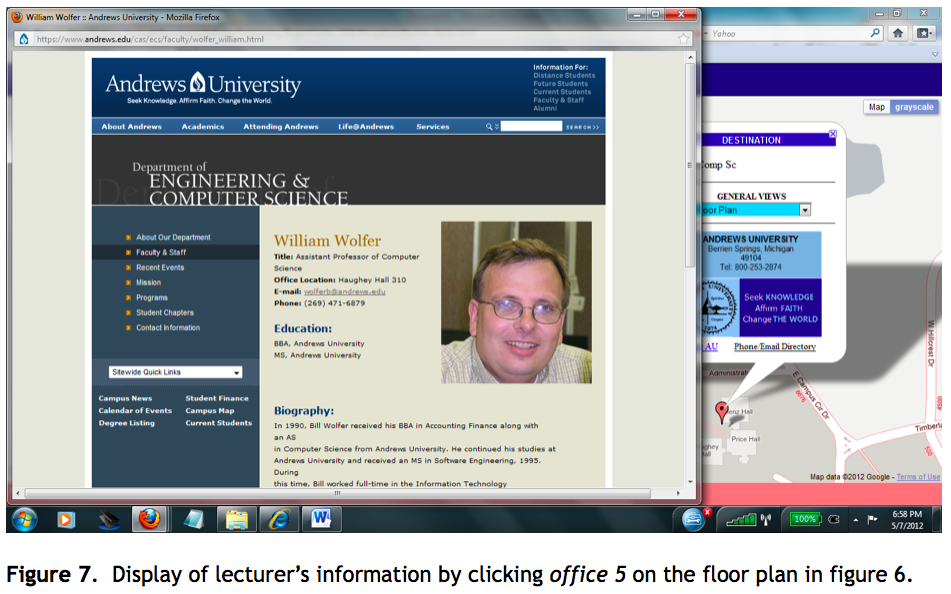 William Wolfer :: Andrews University - Mozilla Firefox
https://www.andrews.edu/cas/ecs/faculty/wolfer_william.html
Yahoo
Andrews University
Seek Knowledge. Affirm Faith. Change the World.
Information For:
Distance Students
Future Students
Current Students
Faculty & Staff
Alumni
About Andrews Academics Attending Andrews Life@Andrews Services SEARCH >>
Department of
ENGINEERING &
COMPUTER SCIENCE
About Our Department
Faculty & Staff
Recent Events
Mission
Programs
Student Chapters
Contact Information
Sitewide Quick Links
Campus News Student Finance
Calendar of Events Campus Map
Degree Listing Current Students
William Wolfer
Title: Assistant Professor of Computer
Science
Office Location: Haughey Hall 310
E-mail: wolferb@andrews.edu
Phone: (269) 471-6879
Education:
BBA, Andrews University
MS, Andrews University
Biography:
In 1990, Bill Wolfer received his BBA in Accounting Finance along with
an AS
in Computer Science from Andrews University. He continued his studies at
Andrews University and received an MS in Software Engineering, 1995.
During
this time, Bill worked full-time in the Information Technology
Map grayscale
DESTINATION
omp Sc
GENERAL VIEWS
oor Plan
ANDREWS UNIVERSITY
Berrien Springs, Michigan
49104
Tel: 800-253-2874
Seek KNOWLEDGE
Affirm FAITH
Change THE WORLD
AU Phone/Email Directory
Administrat
enz Hall
Price Hall
ghey
Hall
E Campus Cir Dr
W Hillcrest Dr
Timberla
Map data ©2012 Google - Terms of Use
100%
6:58 PM
5/7/2012
Figure 7. Display of lecturer's information by clicking office 5 on the floor plan in figure 6.